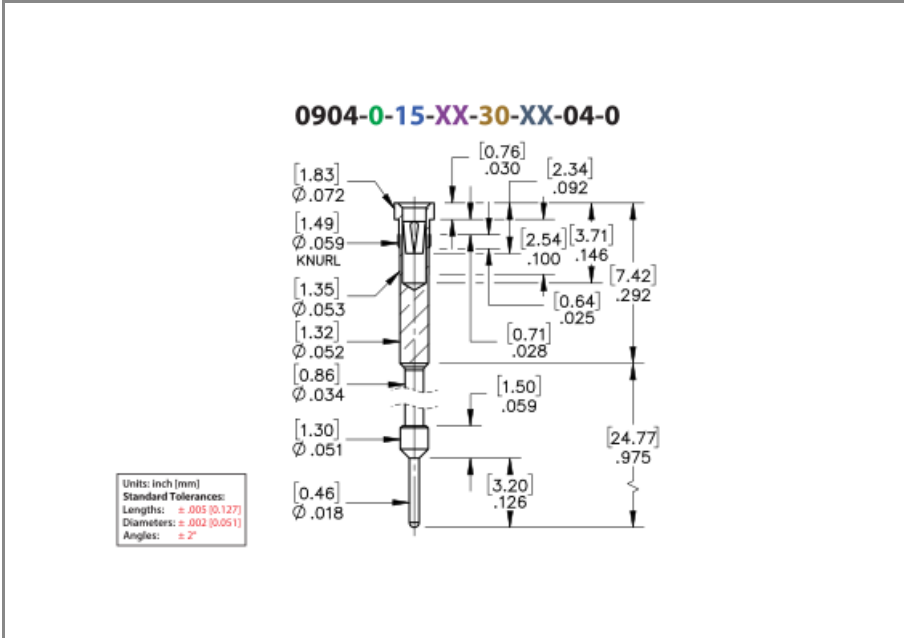 0904-0-15-XX-30-XX-04-0
[0.76]
.030
[2.34]
.092
[1.83]
Ø.072
[1.49]
Ø.059
KNURL
[2.54]
.100
[3.71]
.146
[7.42]
.292
[1.35]
Ø.053
[0.64]
.025
[1.32]
Ø.052
[0.71]
.028
[0.86]
Ø.034
[1.50]
.059
[1.30]
Ø.051
[24.77]
.975
[3.20]
.126
[0.46]
Ø.018
Units: inch [mm]
Standard Tolerances:
Lengths: ± .005 [0.127]
Diameters: ± .002 [0.051]
Angles: ± 2°